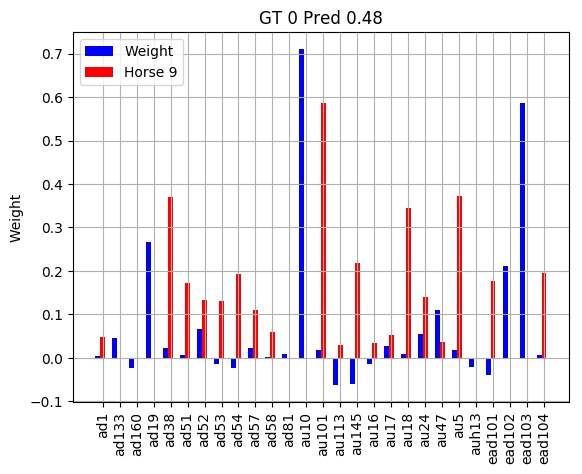 GT 0 Pred 0.48
Weight
Horse 9
0.7
0.6
0.5
0.4
0.3
0.2
0.1
0.0
−0.1
Weight
ad1
ad133
ad160
ad19
ad38
ad51
ad52
ad53
ad54
ad57
ad58
ad81
au10
au101
au113
au145
au16
au17
au18
au24
au47
au5
auh13
ead101
ead102
ead103
ead104